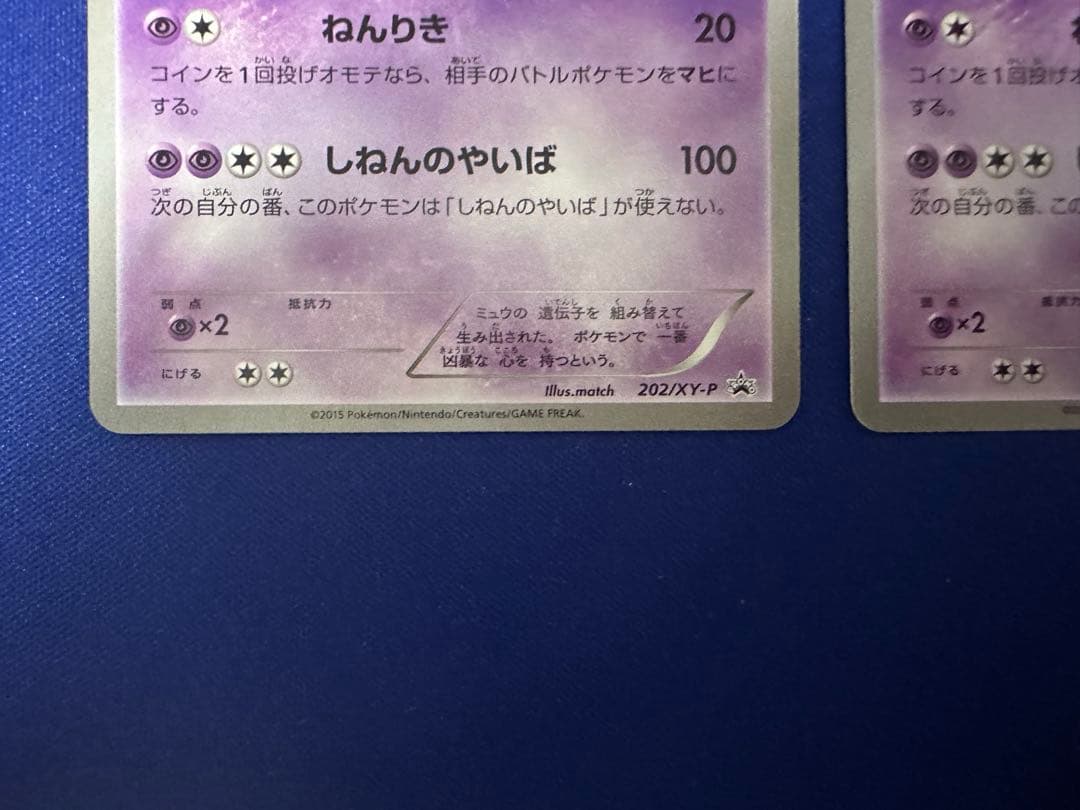 ねんりき 20
コインを1回投げオモテなら、相手のバトルポケモンをマヒに
する。
しねんのやいば 100
次の自分の番、このポケモンは「しねんのやいば」が使えない。
弱点 抵抗力
×2
にげる
ミュウの 遺伝子を 組み替えて
生み出された。 ポケモンで 一番
凶暴な 心を 持つという。
Illus.match 202/XY-P
©2015 Pokémon/Nintendo/Creatures/GAME FREAK.
コインを1回投げオ
する。
次の自分の番、この
弱点 抵抗力
×2
にげる